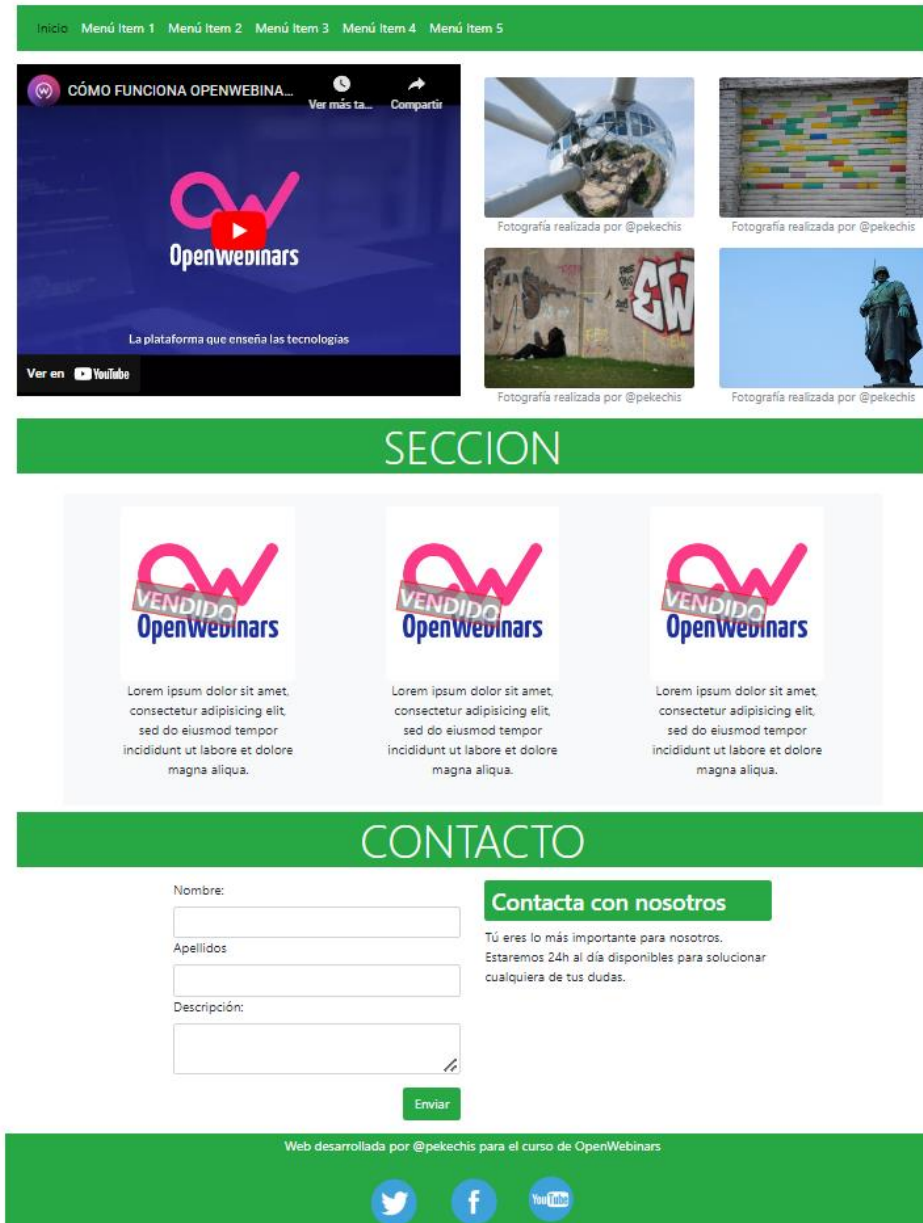 Inicio Menú Item 1 Menú Item 2 Menú Item 3 Menú Item 4 Menú Item 5
CÓMO FUNCIONA OPENWEBINA...
Ver más ta... Compartir
OpenWebinars
La plataforma que enseña las tecnologías
Ver en YouTube
Fotografía realizada por @pekechis
Fotografía realizada por @pekechis
EW
Fotografía realizada por @pekechis
Fotografía realizada por @pekechis
SECCION
VENDIDO
OpenWebinars
Lorem ipsum dolor sit amet,
consectetur adipisicing elit,
sed do eiusmod tempor
incididunt ut labore et dolore
magna aliqua.
VENDIDO
OpenWebinars
Lorem ipsum dolor sit amet,
consectetur adipisicing elit,
sed do eiusmod tempor
incididunt ut labore et dolore
magna aliqua.
VENDIDO
OpenWebinars
Lorem ipsum dolor sit amet,
consectetur adipisicing elit,
sed do eiusmod tempor
incididunt ut labore et dolore
magna aliqua.
CONTACTO
Nombre:
Apellidos
Descripción:
Enviar
Contacta con nosotros
Tú eres lo más importante para nosotros.
Estaremos 24h al día disponibles para solucionar
cualquiera de tus dudas.
Web desarrollada por @pekechis para el curso de OpenWebinars
YouTube